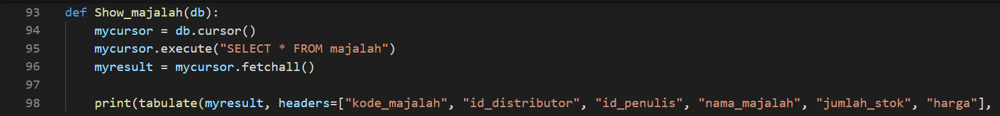 93 def Show_majalah(db):
94 mycursor = db.cursor()
95 mycursor.execute("SELECT * FROM majalah")
96 myresult = mycursor.fetchall()
97
98 print(tabulate(myresult, headers=["kode_majalah", "id_distributor", "id_penulis", "nama_majalah", "jumlah_stok", "harga"],